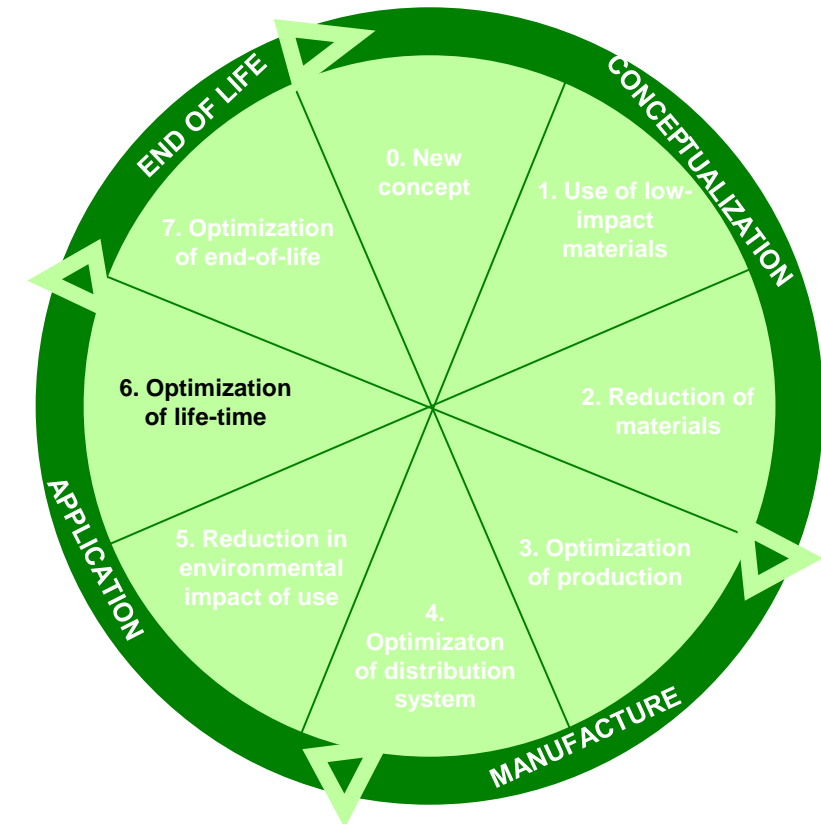 END OF LIFE
CONCEPTUALIZATION
0. New
concept
1. Use of low-
impact
materials
7. Optimization
of end-of-life
6. Optimization
of life-time
2. Reduction of
materials
APPLICATION
5. Reduction in
environmental
impact of use
3. Optimization
of production
4.
Optimizaton
of distribution
system
MANUFACTURE